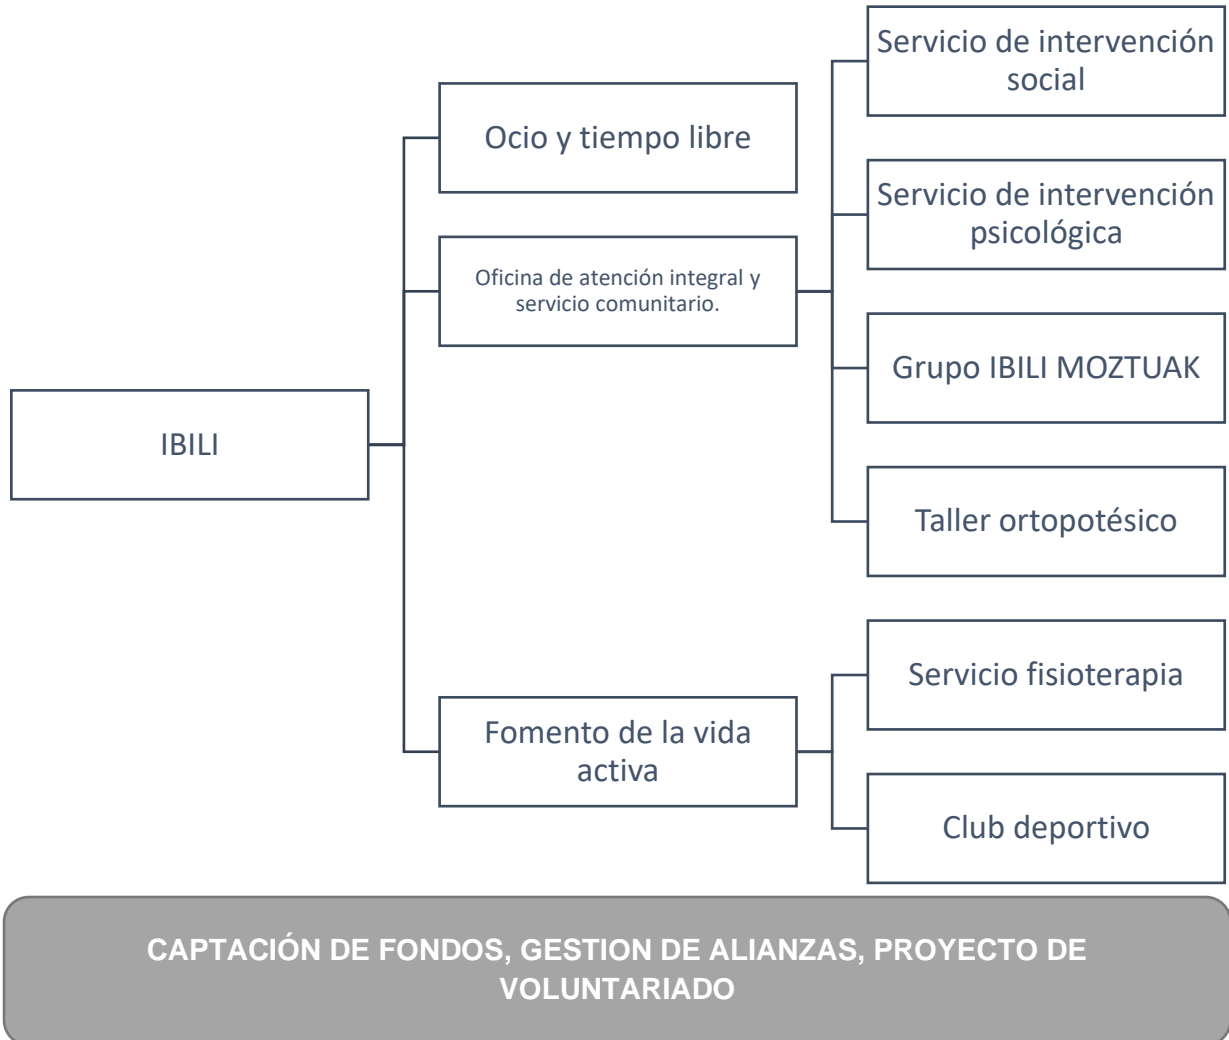 IBILI
Ocio y tiempo libre
Oficina de atención integral y
servicio comunitario.
Servicio de intervención
social
Servicio de intervención
psicológica
Grupo IBILI MOZTUAK
Taller ortopotésico
Fomento de la vida
activa
Servicio fisioterapia
Club deportivo
CAPTACIÓN DE FONDOS, GESTION DE ALIANZAS, PROYECTO DE
VOLUNTARIADO